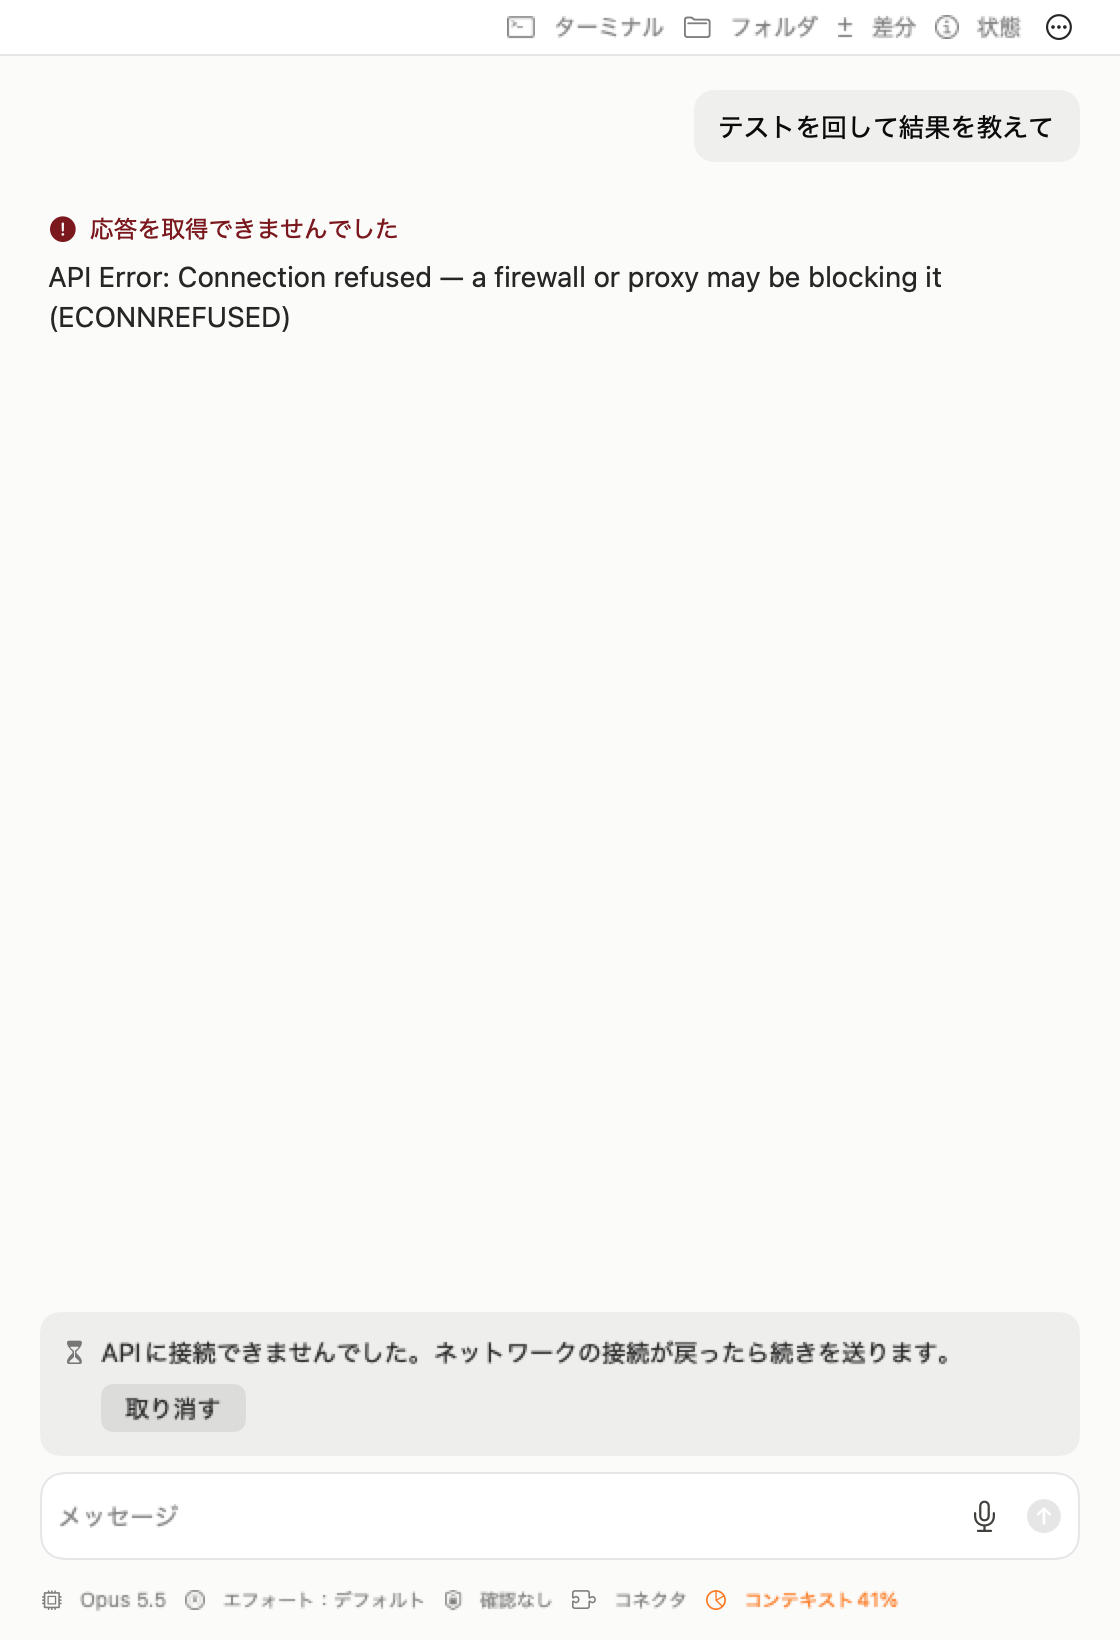 ターミナル フォルダ ± 差分 状態
テストを回して結果を教えて
応答を取得できませんでした
API Error: Connection refused — a firewall or proxy may be blocking it
(ECONNREFUSED)
APIに接続できませんでした。ネットワークの接続が戻ったら続きを送ります。
取り消す
メッセージ
Opus 5.5 エフォート：デフォルト 確認なし コネクタ コンテキスト 41%